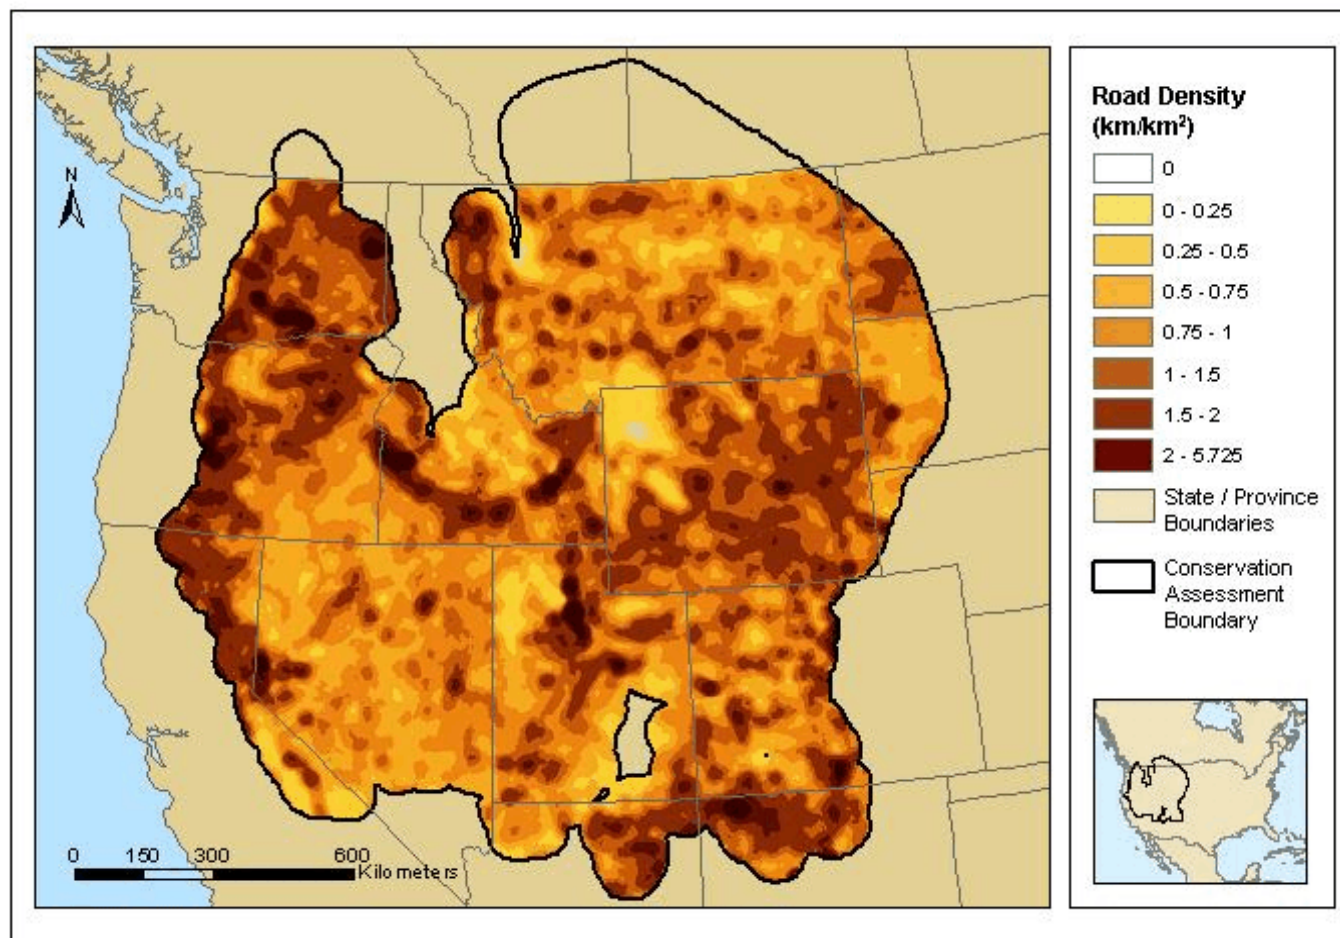 Road Density
(km/km²)
0
0 - 0.25
0.25 - 0.5
0.5 - 0.75
0.75 - 1
1 - 1.5
1.5 - 2
2 - 5.725
State / Province
Boundaries
Conservation
Assessment
Boundary
N
0 150 300 600
Kilometers